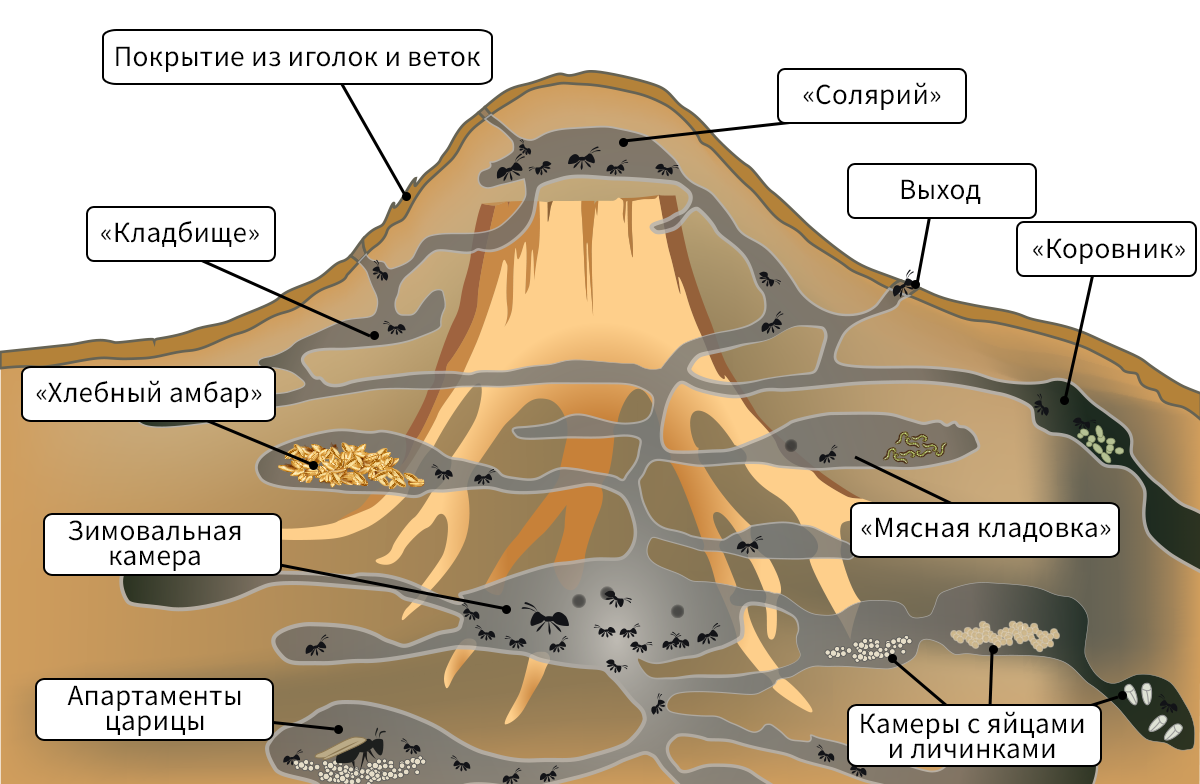 Покрытие из иголок и веток
«Солярий»
Выход
«Кладбище»
«Коровник»
«Хлебный амбар»
«Мясная кладовка»
Зимовальная
камера
Апартаменты
царицы
Камеры с яйцами
и личинками